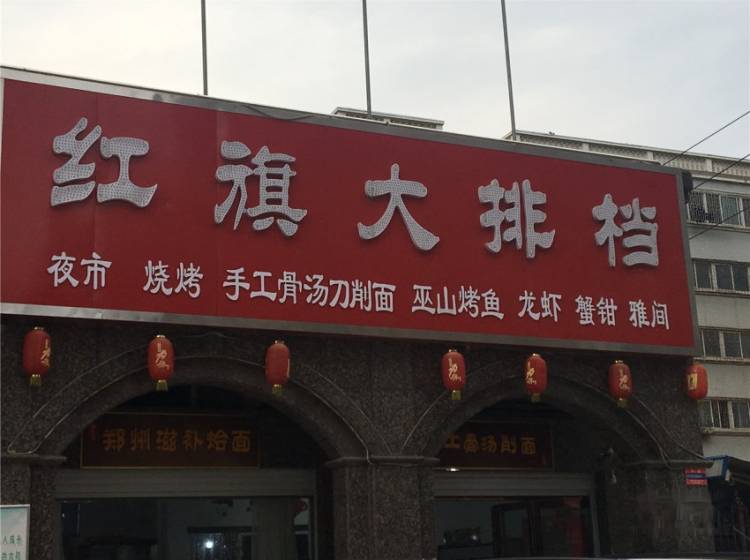 红旗大排档
夜市 烧烤 手工骨汤刀削面 巫山烤鱼 龙虾 蟹钳 雅间
郑州滋补烩面
骨汤削面